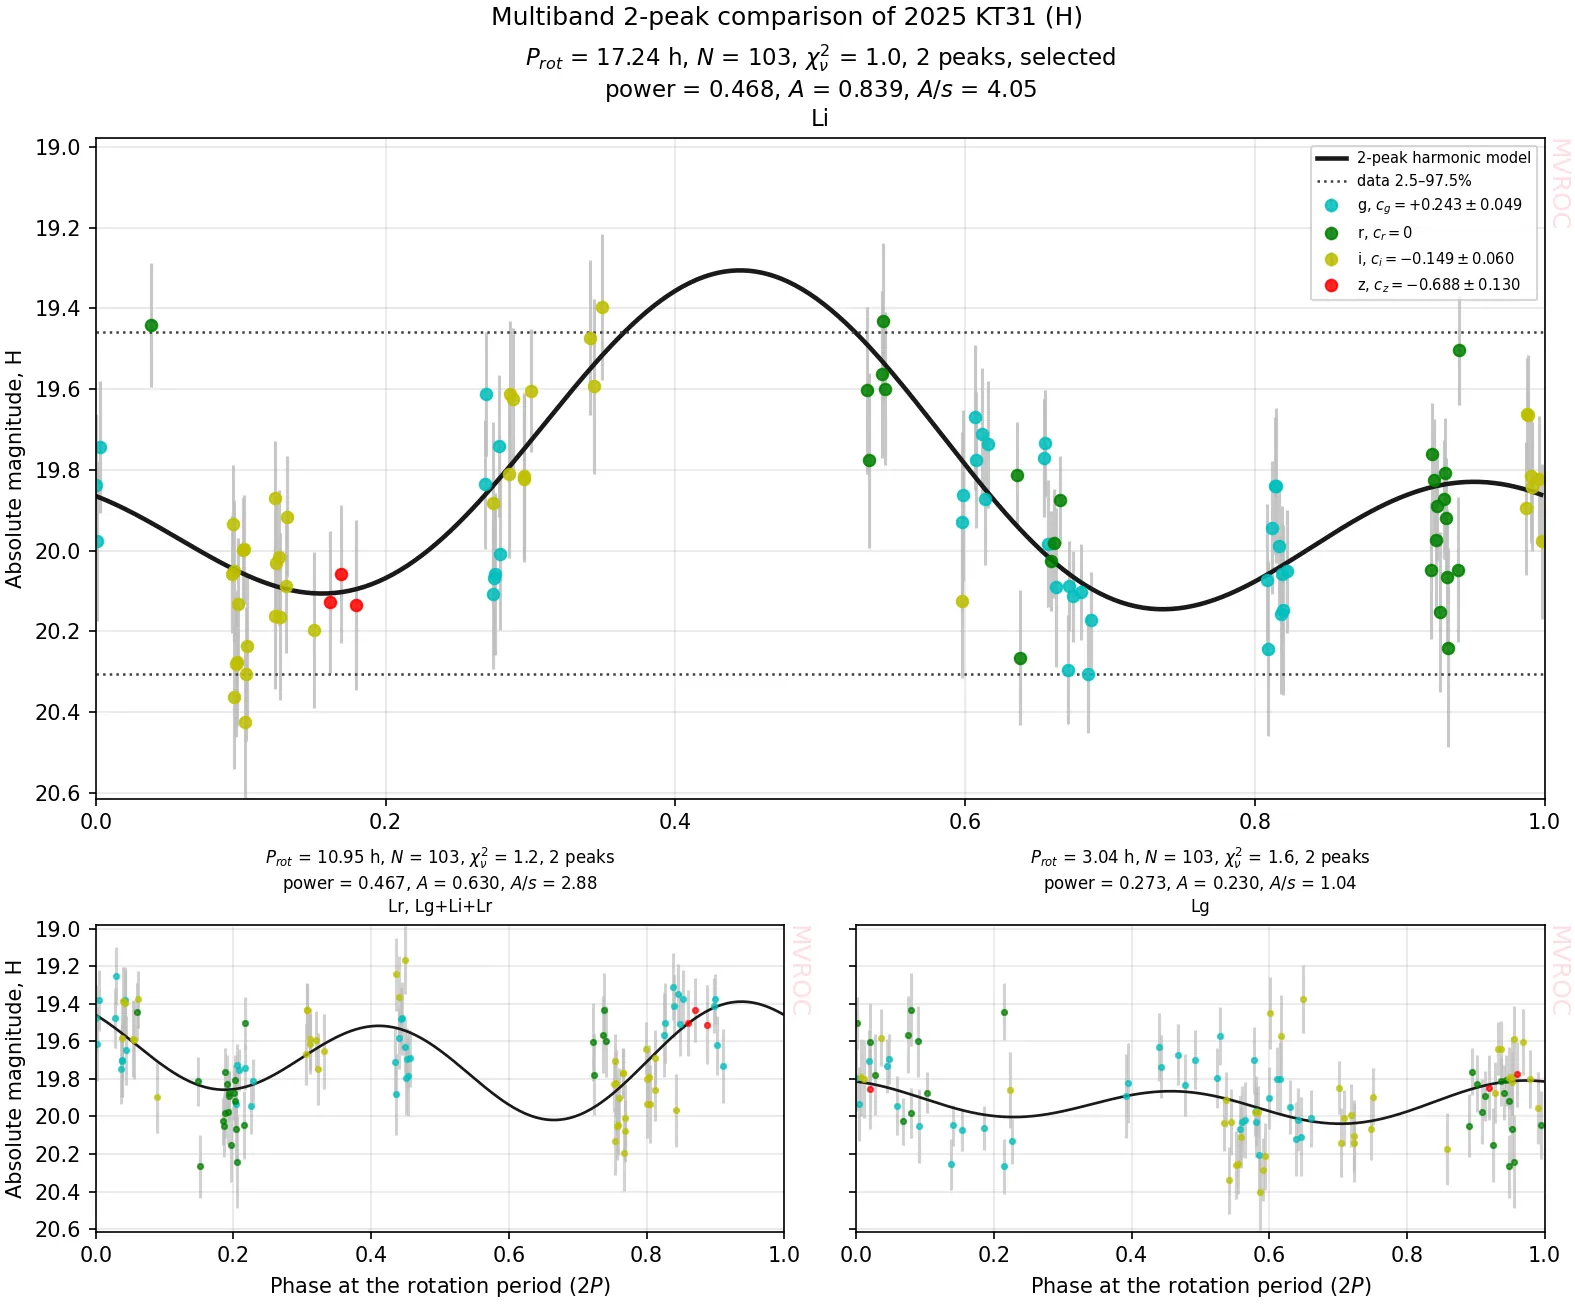 Multiband 2-peak comparison of 2025 KT31 (H)
P_rot = 17.24 h, N = 103, χ²_ν = 1.0, 2 peaks, selected
power = 0.468, A = 0.839, A/s = 4.05
Li
MVROC
2-peak harmonic model
data 2.5–97.5%
g, c_g = +0.243 ± 0.049
r, c_r = 0
i, c_i = −0.149 ± 0.060
z, c_z = −0.688 ± 0.130
Absolute magnitude, H
19.0
19.2
19.4
19.6
19.8
20.0
20.2
20.4
20.6
0.0 0.2 0.4 0.6 0.8 1.0
P_rot = 10.95 h, N = 103, χ²_ν = 1.2, 2 peaks
power = 0.467, A = 0.630, A/s = 2.88
Lr, Lg+Li+Lr
MVROC
Absolute magnitude, H
19.0
19.2
19.4
19.6
19.8
20.0
20.2
20.4
20.6
0.0 0.2 0.4 0.6 0.8 1.0
Phase at the rotation period (2P)
P_rot = 3.04 h, N = 103, χ²_ν = 1.6, 2 peaks
power = 0.273, A = 0.230, A/s = 1.04
Lg
MVROC
0.0 0.2 0.4 0.6 0.8 1.0
Phase at the rotation period (2P)